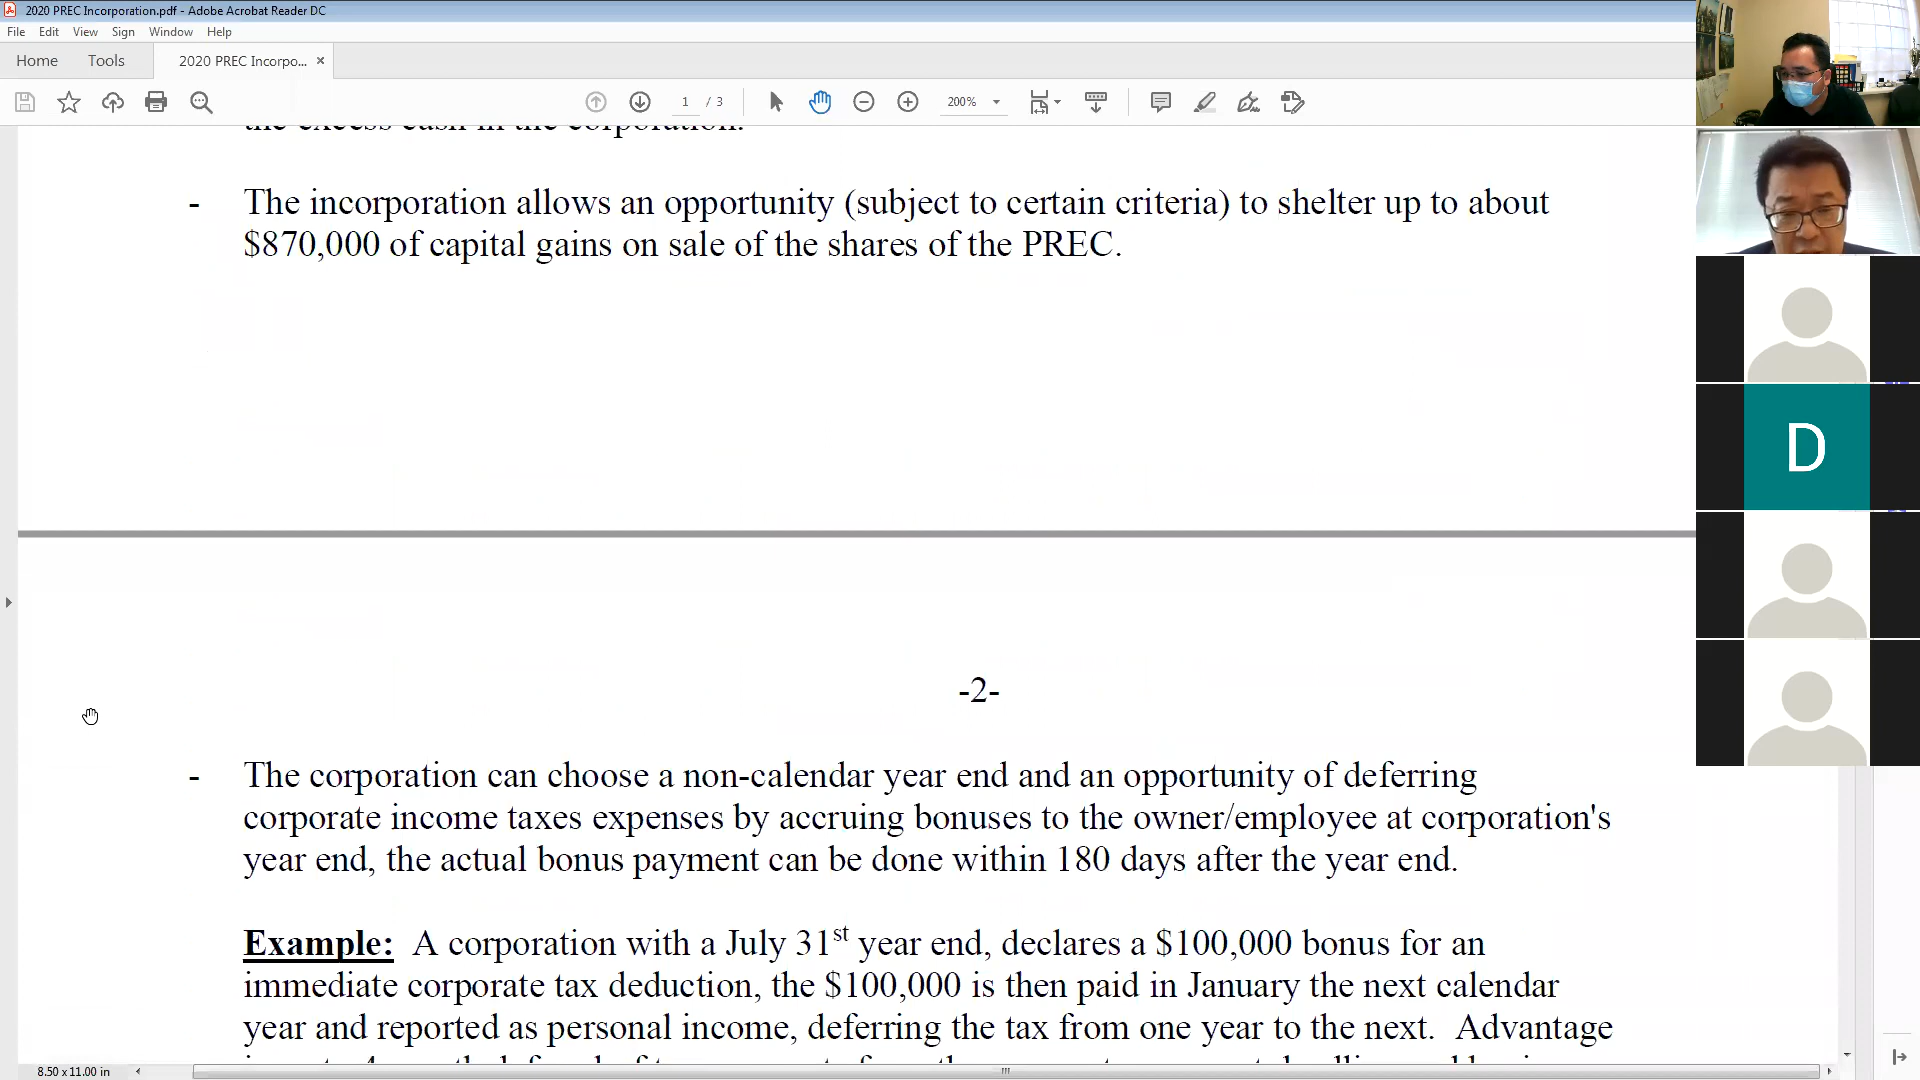 2020 PREC Incorporation.pdf - Adobe Acrobat Reader DC
File Edit View Sign Window Help
Home Tools 2020 PREC Incorpo... ×
1 / 3 200%
the excess cash in the corporation.
- The incorporation allows an opportunity (subject to certain criteria) to shelter up to about
$870,000 of capital gains on sale of the shares of the PREC.
D
-2-
- The corporation can choose a non-calendar year end and an opportunity of deferring
corporate income taxes expenses by accruing bonuses to the owner/employee at corporation's
year end, the actual bonus payment can be done within 180 days after the year end.
Example: A corporation with a July 31st year end, declares a $100,000 bonus for an
immediate corporate tax deduction, the $100,000 is then paid in January the next calendar
year and reported as personal income, deferring the tax from one year to the next. Advantage
8.50 x 11.00 in